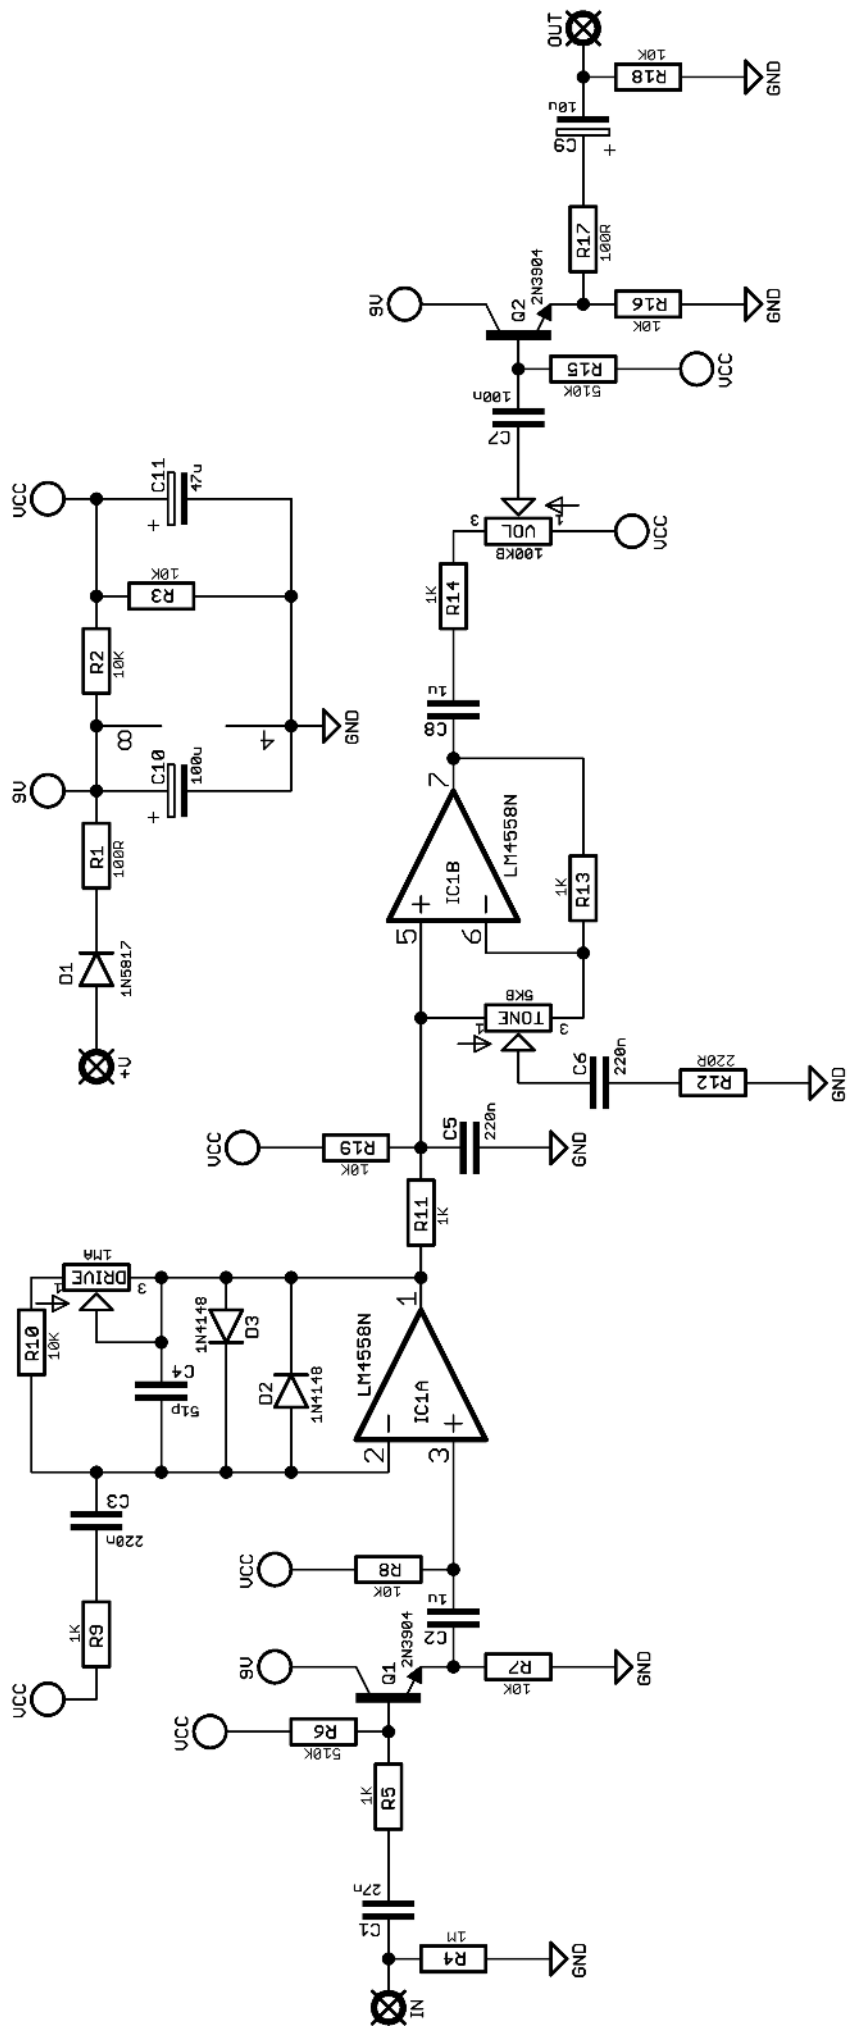 +V
D1
1N5817
R1
100R
9V
C10
+
100u
8
4
GND
R2
10K
R3
10K
VCC
C11
+
47u
IN
R4
1M
GND
C1
27n
R5
1K
R6
510K
VCC
Q1
2N3904
9V
R7
10K
GND
C2
1u
R8
10K
VCC
VCC
R9
1K
C3
220n
R10
10K
DRIVE
1MA
1
3
C4
51p
D3
1N4148
D2
1N4148
2
3
-
+
IC1A
LM4558N
1
R11
1K
R19
10K
VCC
C5
220n
GND
TONE
5KB
1
3
C6
220n
R12
220R
GND
5
6
+
-
IC1B
LM4558N
7
R13
1K
C8
1u
R14
1K
VOL
100KB
3
1
VCC
C7
100n
R15
510K
VCC
Q2
2N3904
9V
R16
10K
GND
R17
100R
C9
10u
+
R18
10K
GND
OUT